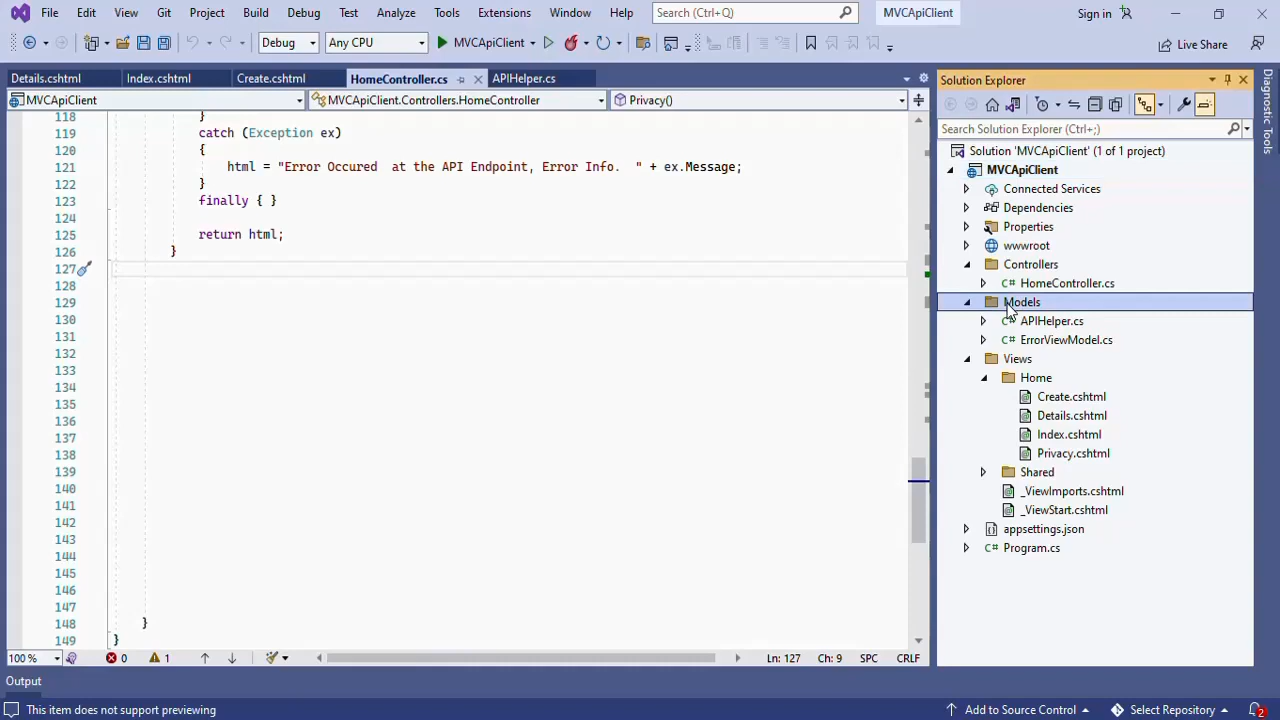 File Edit View Git Project Build Debug Test Analyze Tools Extensions Window Help Search (Ctrl+Q) MVCApiClient Sign in
Debug Any CPU MVCApiClient Live Share
Details.cshtml Index.cshtml Create.cshtml HomeController.cs APIHelper.cs
MVCApiClient MVCApiClient.Controllers.HomeController Privacy()
118 }
119 catch (Exception ex)
120 {
121 html = "Error Occured  at the API Endpoint, Error Info.  " + ex.Message;
122 }
123 finally { }
124
125 return html;
126 }
127
128
129
130
131
132
133
134
135
136
137
138
139
140
141
142
143
144
145
146
147
148 }
149 }
100 % 0 1 Ln: 127 Ch: 9 SPC CRLF
Solution Explorer
Search Solution Explorer (Ctrl+;)
Solution 'MVCApiClient' (1 of 1 project)
MVCApiClient
Connected Services
Dependencies
Properties
wwwroot
Controllers
C# HomeController.cs
Models
C# APIHelper.cs
C# ErrorViewModel.cs
Views
Home
Create.cshtml
Details.cshtml
Index.cshtml
Privacy.cshtml
Shared
_ViewImports.cshtml
_ViewStart.cshtml
appsettings.json
C# Program.cs
Diagnostic Tools
Output
This item does not support previewing Add to Source Control Select Repository 2